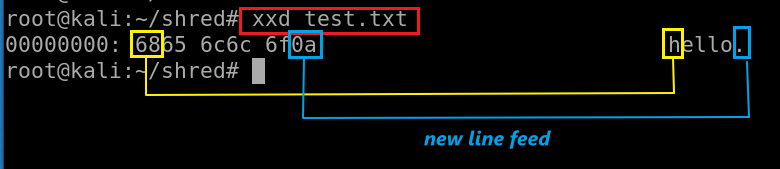 root@kali:~/shred# xxd test.txt
00000000: 6865 6c6c 6f0a hello.
root@kali:~/shred#
new line feed